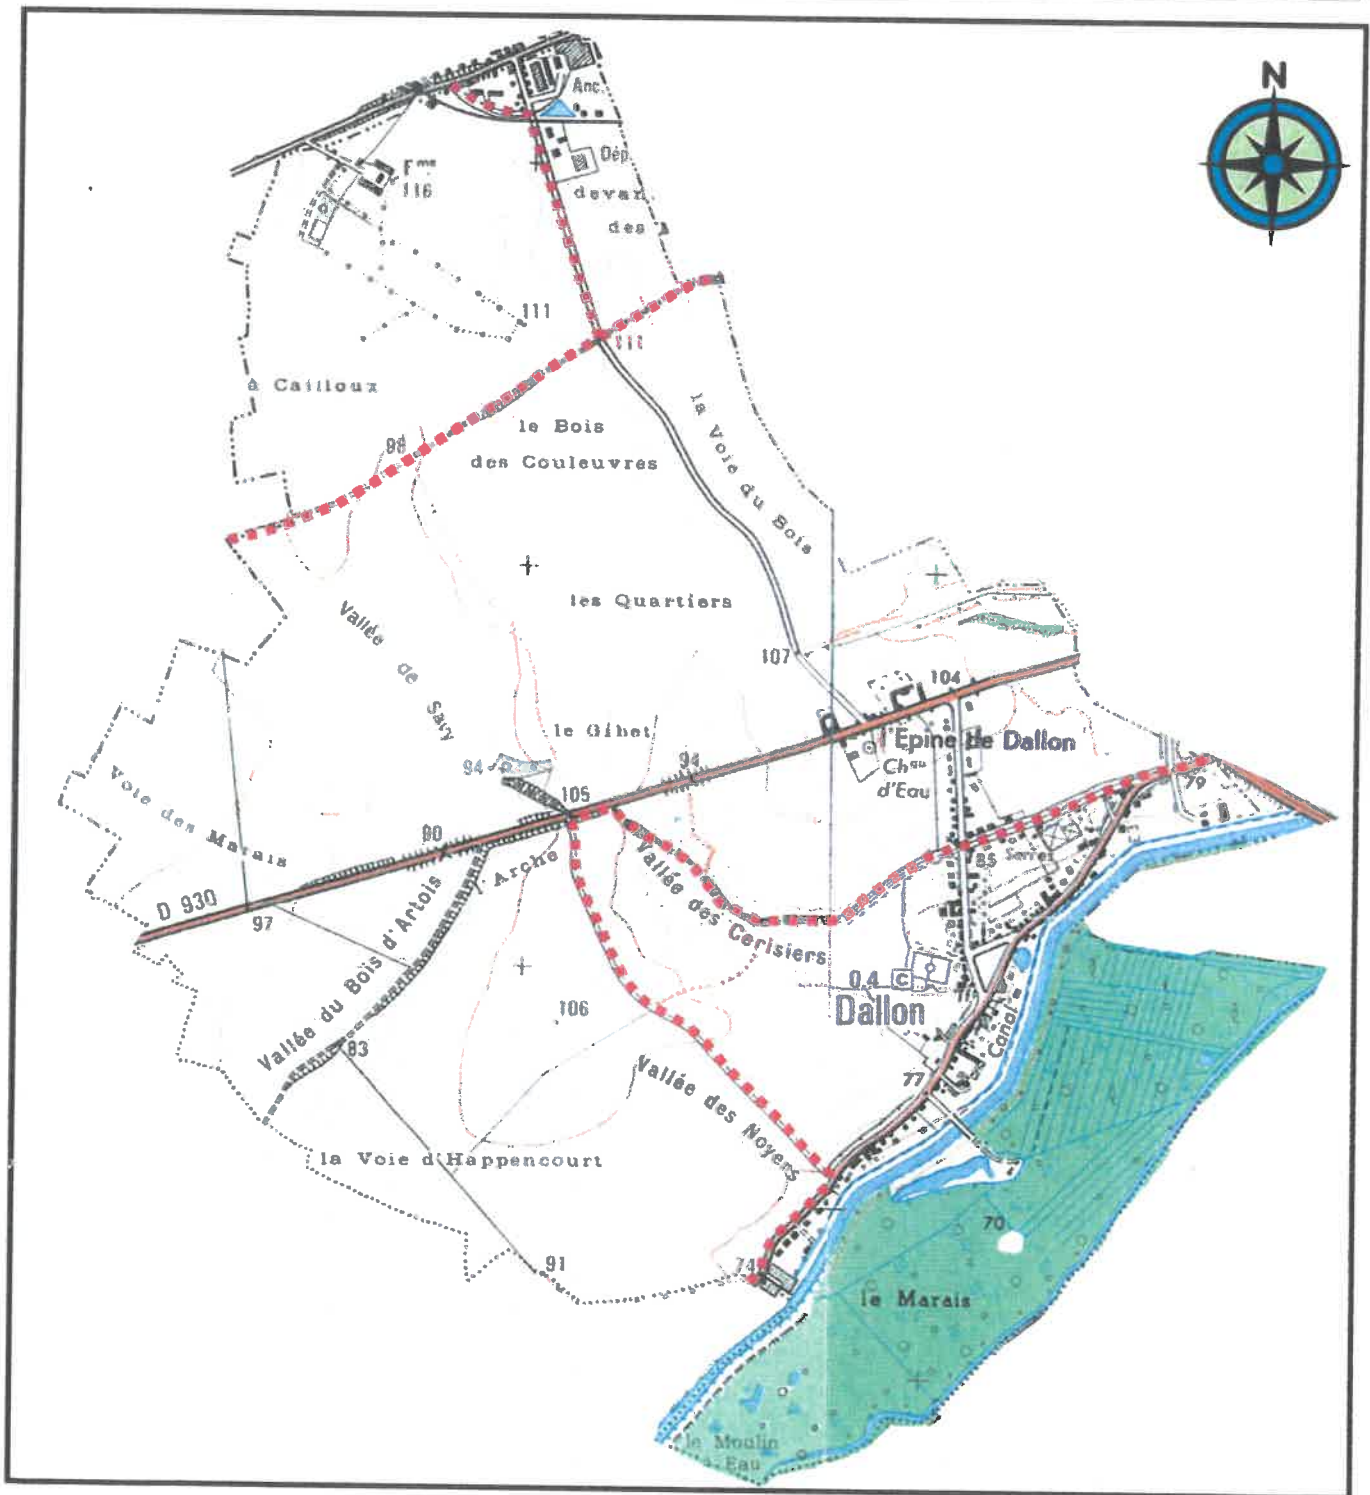 N
Anc.
Dép
Fme
116
devan
des
111
111
à Cailloux
98
le Bois
des Couleuvres
la Voie du Bois
les Quartiers
Vallée de Savy
107
104
le Gibet
l'Épine de Dallon
Chau
d'Eau
94
94
105
79
Voie des Marais
90
l'Arche
Serres
85
D 930
97
Vallée des Cerisiers
Vallée du Bois d'Artois
0.4
C
Dallon
106
Canal
83
77
Vallée des Noyers
la Voie d'Happencourt
70
91
74
le Marais
le Moulin
à Eau